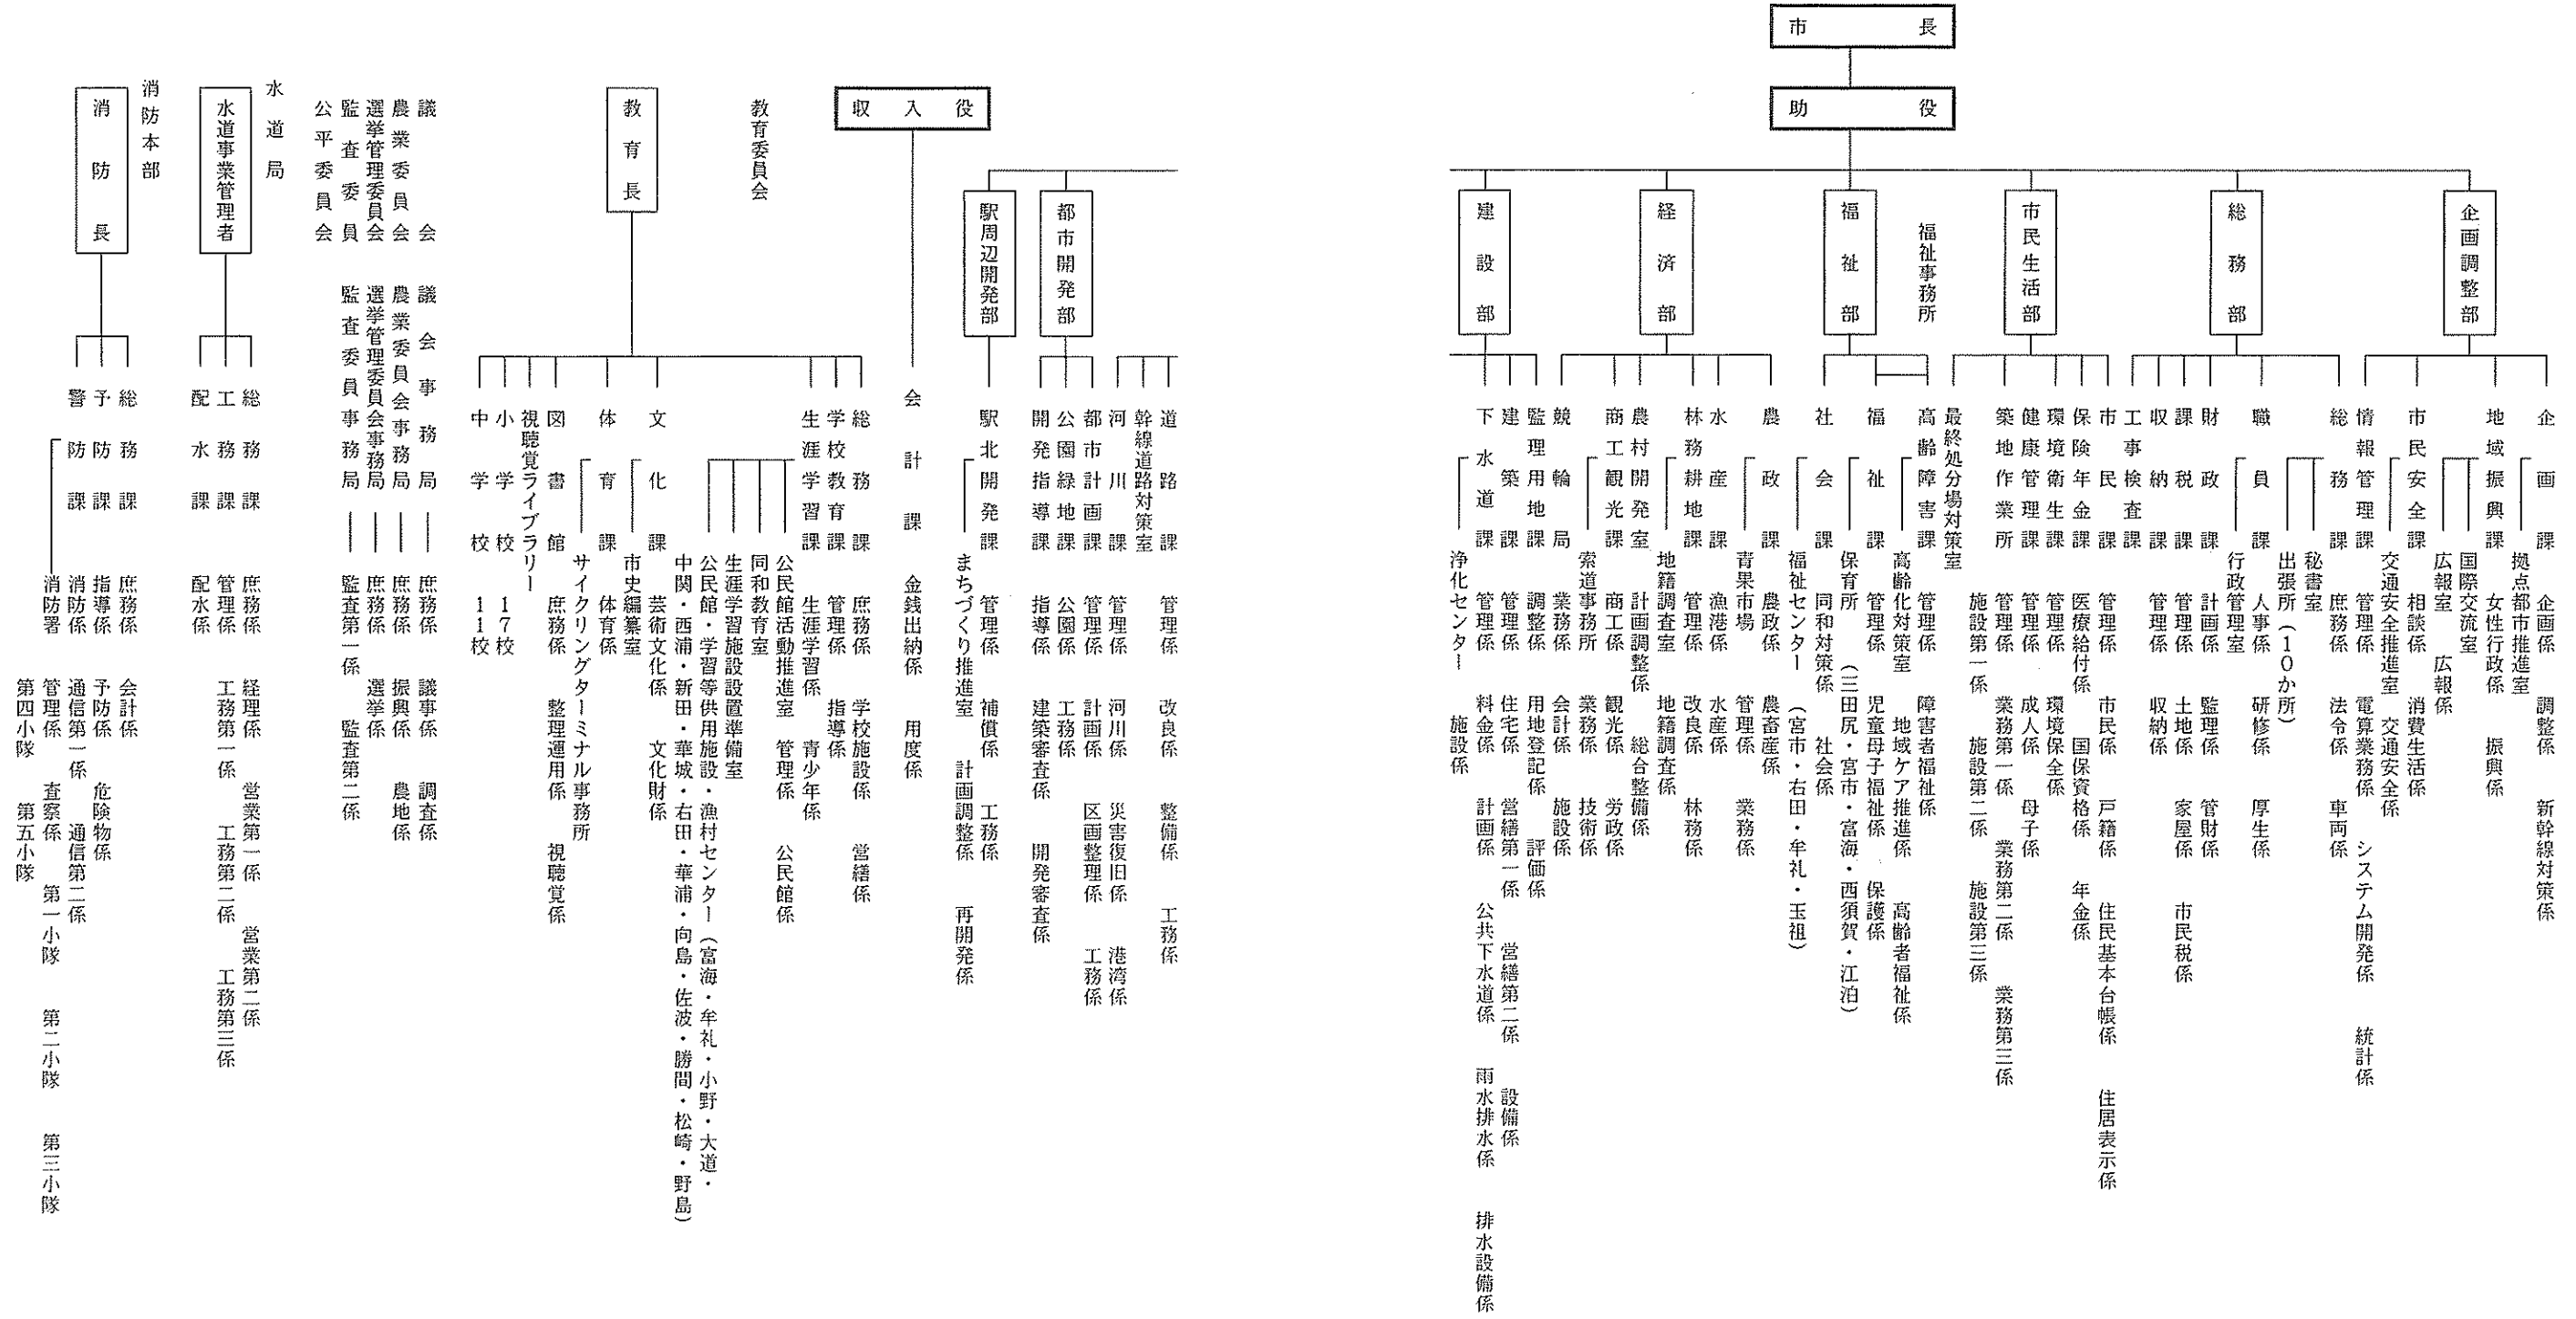 市長
助役
企画調整部
企画課 企画係 調整係 新幹線対策係
拠点都市推進室
地域振興課 女性行政係 振興係
国際交流室
広報室 広報係
市民安全課 相談係 消費生活係
交通安全推進室 交通安全係
情報管理課 管理係 電算業務係 システム開発係 統計係
総務部
総務課 庶務係 法令係 車両係
秘書室
出張所(10か所)
職員課 人事係 研修係 厚生係
行政管理室
財政課 計画係 監理係 管財係
課税課 管理係 土地係 家屋係 市民税係
収納課 管理係 収納係
工事検査課
市民生活部
市民課 管理係 市民係 戸籍係 住民基本台帳係 住居表示係
保険年金課 医療給付係 国保資格係 年金係
環境衛生課 管理係 環境保全係
健康管理課 管理係 成人係 母子係
築地作業所 管理係 業務第一係 業務第二係 業務第三係
施設第一係 施設第二係 施設第三係
最終処分場対策室
福祉事務所
福祉部
高齢障害課 管理係 障害者福祉係
高齢化対策室 地域ケア推進係 高齢者福祉係
福祉課 管理係 児童母子福祉係 保護係
保育所(三田尻・宮市・富海・西須賀・江泊)
社会課 同和対策係 社会係
福祉センター(宮市・右田・牟礼・玉祖)
経済部
農政課 農政係 農畜産係
青果市場 管理係 業務係
水産課 漁港係 水産係
林務耕地課 管理係 改良係 林務係
地籍調査室 地籍調査係
農村開発室 計画調整係 総合整備係
商工観光課 商工係 観光係 労政係
索道事務所 業務係 技術係
競輪局 業務係 会計係 施設係
建設部
監理用地課 調整係 用地登記係 評価係
建築課 管理係 住宅係 営繕第一係 営繕第二係 設備係
下水道課 管理係 料金係 計画係 公共下水道係 雨水排水係 排水設備係
浄化センター 施設係
道路課 管理係 改良係 整備係 工務係
幹線道路対策室
河川課 管理係 河川係 災害復旧係 港湾係
都市開発部
都市計画課 管理係 計画係 区画整理係 工務係
公園緑地課 公園係 工務係
開発指導課 指導係 建築審査係 開発審査係
駅周辺開発部
駅北開発課 管理係 補償係 工務係
まちづくり推進室 計画調整係 再開発係
収入役
会計課 金銭出納係 用度係
教育委員会
教育長
総務課 庶務係 学校施設係 営繕係
学校教育課 管理係 指導係
生涯学習課 生涯学習係 青少年係
公民館活動推進室 管理係 公民館係
同和教育室
生涯学習施設設置準備室
公民館・学習等供用施設・漁村センター(富海・牟礼・小野・大道・
中関・西浦・新田・華城・右田・華浦・向島・佐波・勝間・松崎・野島)
文化課 芸術文化係 文化財係
市史編纂室
体育課 体育係
サイクリングターミナル事務所
図書館 庶務係 整理運用係 視聴覚係
視聴覚ライブラリー
小学校 17校
中学校 11校
議会 議会事務局 庶務係 議事係 調査係
農業委員会 農業委員会事務局 庶務係 振興係 農地係
選挙管理委員会 選挙管理委員会事務局 庶務係 選挙係
監査委員 監査委員事務局 監査第一係 監査第二係
公平委員会
水道局
水道事業管理者
総務課 庶務係 経理係 営業第一係 営業第二係
工務課 管理係 工務第一係 工務第二係 工務第三係
配水課 配水係
消防本部
消防長
総務課 庶務係 会計係
予防課 指導係 予防係 危険物係
警防課 消防係 通信第一係 通信第二係
消防署 管理係 査察係 第一小隊 第二小隊 第三小隊
第四小隊 第五小隊